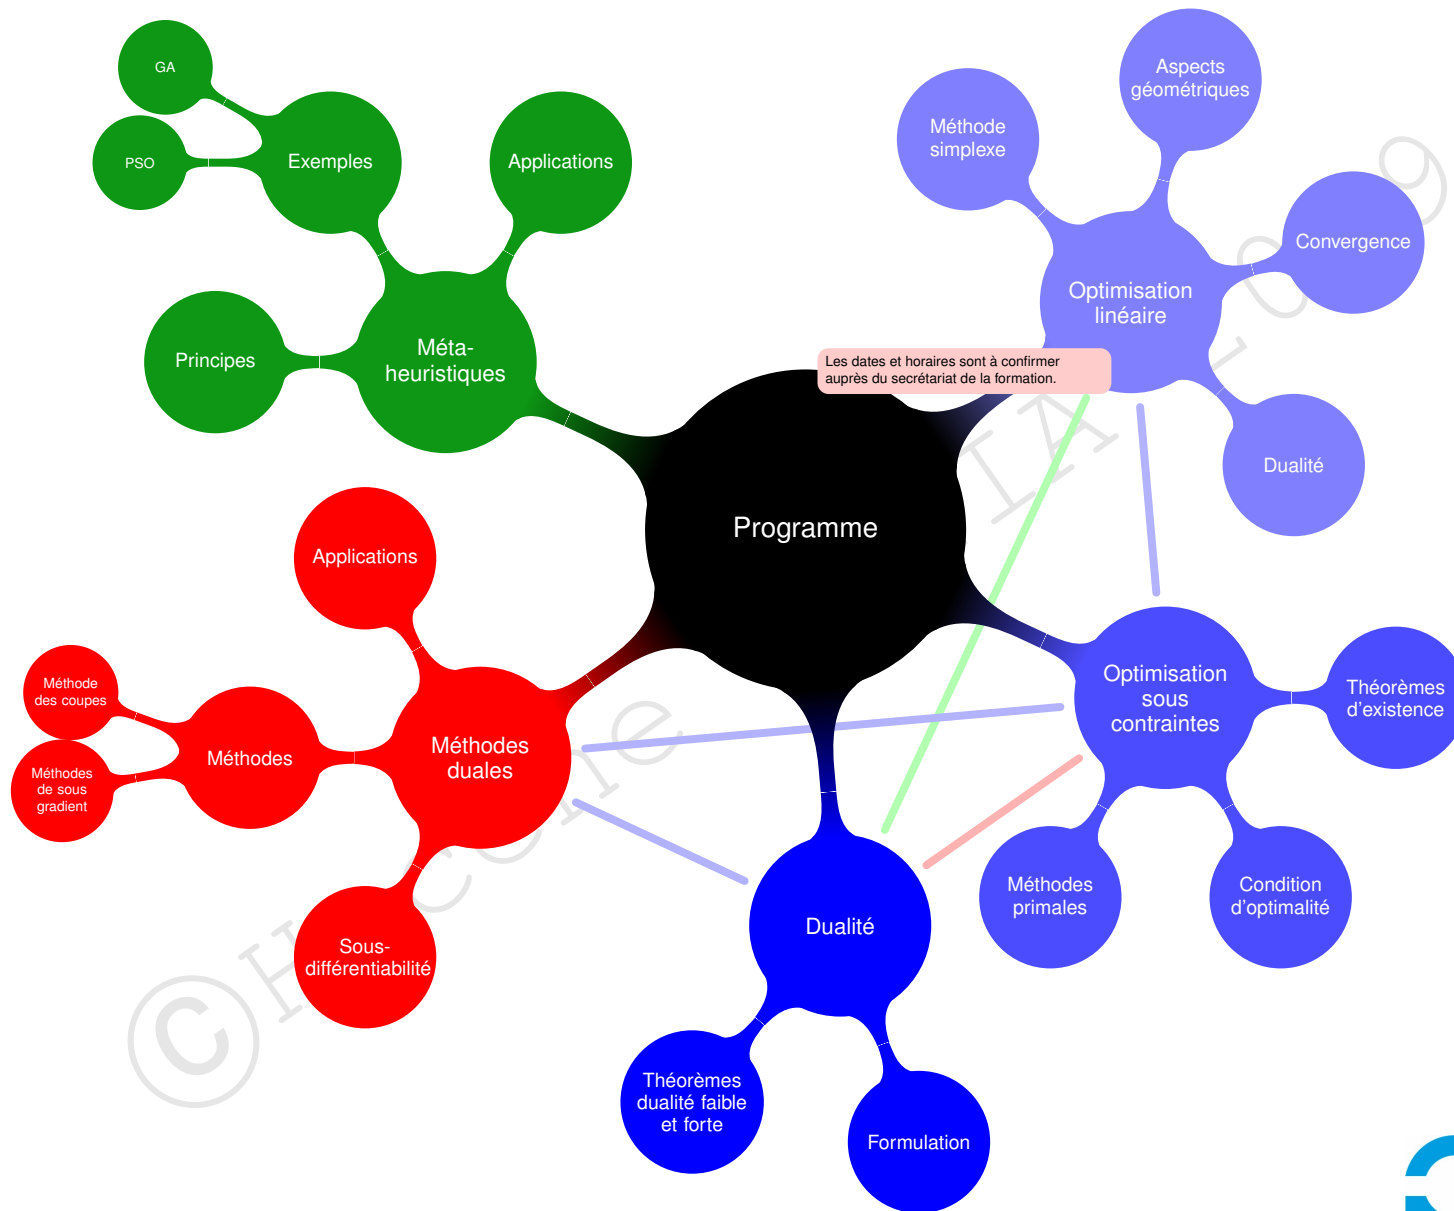 GA
PSO
Exemples
Applications
Principes
Méta-
heuristiques
Aspects
géométriques
Méthode
simplexe
Convergence
Optimisation
linéaire
Dualité
Les dates et horaires sont à confirmer
auprès du secrétariat de la formation.
Programme
Applications
Méthode
des coupes
Méthodes
de sous
gradient
Méthodes
Méthodes
duales
Sous-
différentiabilité
Optimisation
sous
contraintes
Théorèmes
d'existence
Méthodes
primales
Condition
d'optimalité
Dualité
Théorèmes
dualité faible
et forte
Formulation